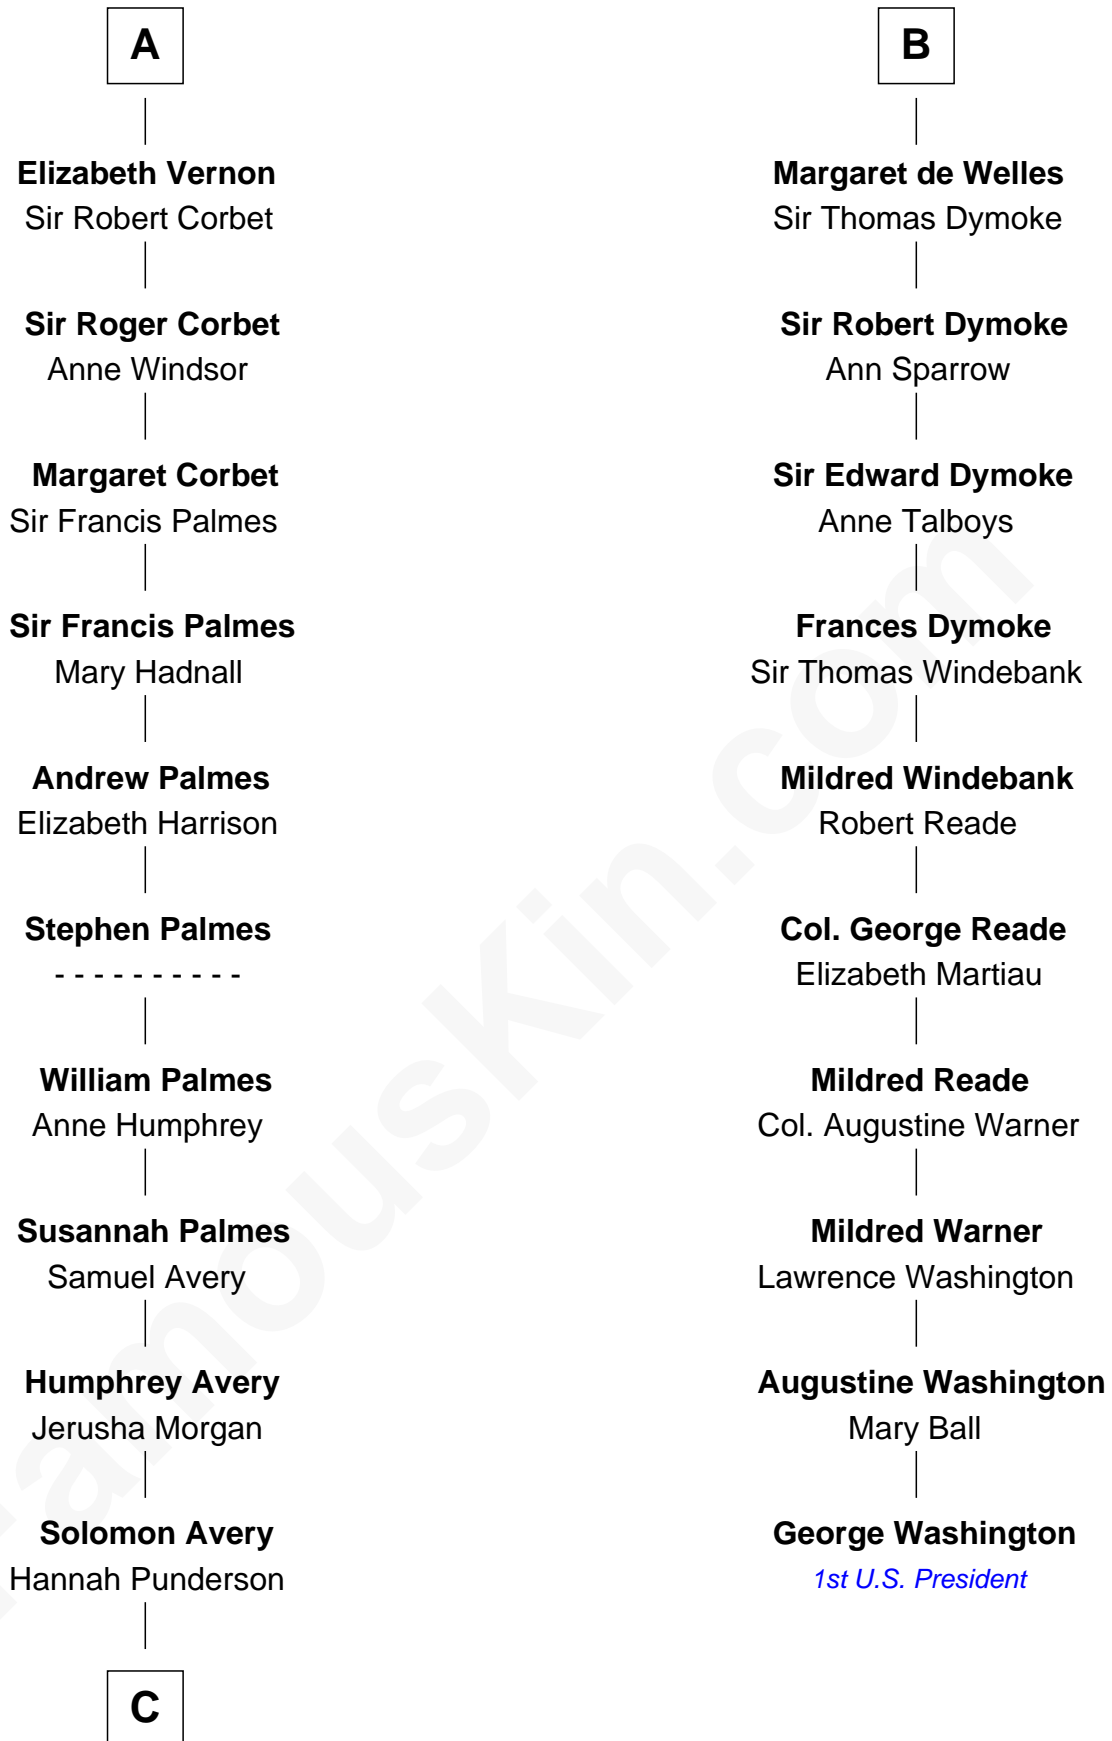 A
Elizabeth Vernon
Sir Robert Corbet
Sir Roger Corbet
Anne Windsor
Margaret Corbet
Sir Francis Palmes
Sir Francis Palmes
Mary Hadnall
Andrew Palmes
Elizabeth Harrison
Stephen Palmes
- - - - - - - - - -
William Palmes
Anne Humphrey
Susannah Palmes
Samuel Avery
Humphrey Avery
Jerusha Morgan
Solomon Avery
Hannah Punderson
C
B
Margaret de Welles
Sir Thomas Dymoke
Sir Robert Dymoke
Ann Sparrow
Sir Edward Dymoke
Anne Talboys
Frances Dymoke
Sir Thomas Windebank
Mildred Windebank
Robert Reade
Col. George Reade
Elizabeth Martiau
Mildred Reade
Col. Augustine Warner
Mildred Warner
Lawrence Washington
Augustine Washington
Mary Ball
George Washington
1st U.S. President
FamousKin.com